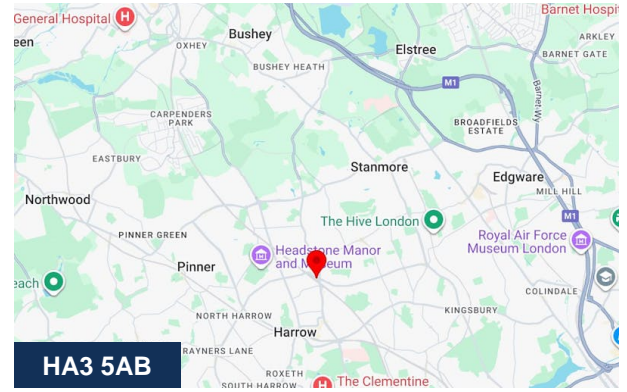 General Hospital
Barnet Hospi
een
OXHEY
Bushey
Elstree
ARKLEY
BARNET GATE
BUSHEY HEATH
M1
Barnet Wy
CARPENDERS
PARK
BROADFIELDS
ESTATE
EASTBURY
Stanmore
Edgware
MILL HILL
Northwood
The Hive London
M1
PINNER GREEN
Royal Air Force
Museum London
Headstone Manor
and Museum
Pinner
each
COLINDALE
NORTH HARROW
KINGSBURY
Harrow
RAYNERS LANE
HA3 5AB
ROXETH
SOUTH HARROW
The Clementine